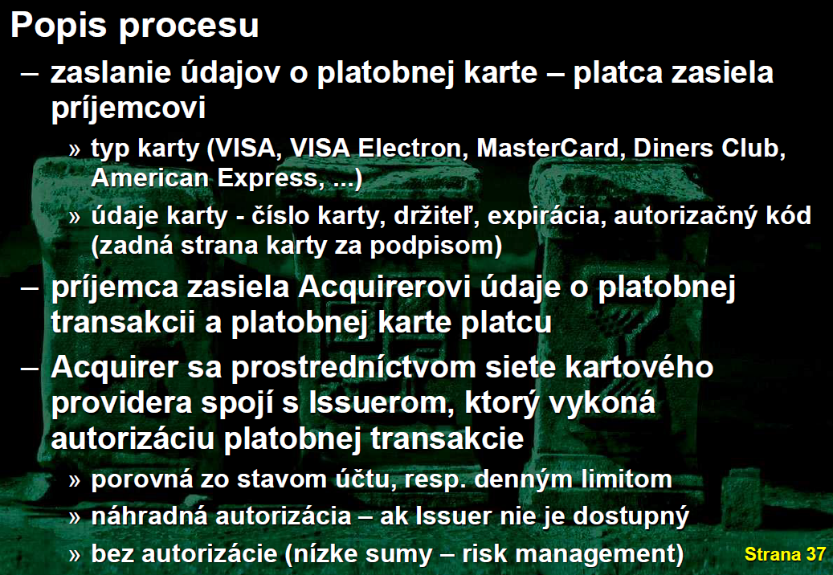 Popis procesu
– zaslanie údajov o platobnej karte – platca zasiela
príjemcovi
» typ karty (VISA, VISA Electron, MasterCard, Diners Club,
American Express, ...)
» údaje karty - číslo karty, držiteľ, expirácia, autorizačný kód
(zadná strana karty za podpisom)
– príjemca zasiela Acquirerovi údaje o platobnej
transakcii a platobnej karte platcu
– Acquirer sa prostredníctvom siete kartového
providera spojí s Issuerom, ktorý vykoná
autorizáciu platobnej transakcie
» porovná zo stavom účtu, resp. denným limitom
» náhradná autorizácia – ak Issuer nie je dostupný
» bez autorizácie (nízke sumy – risk management)
Strana 37